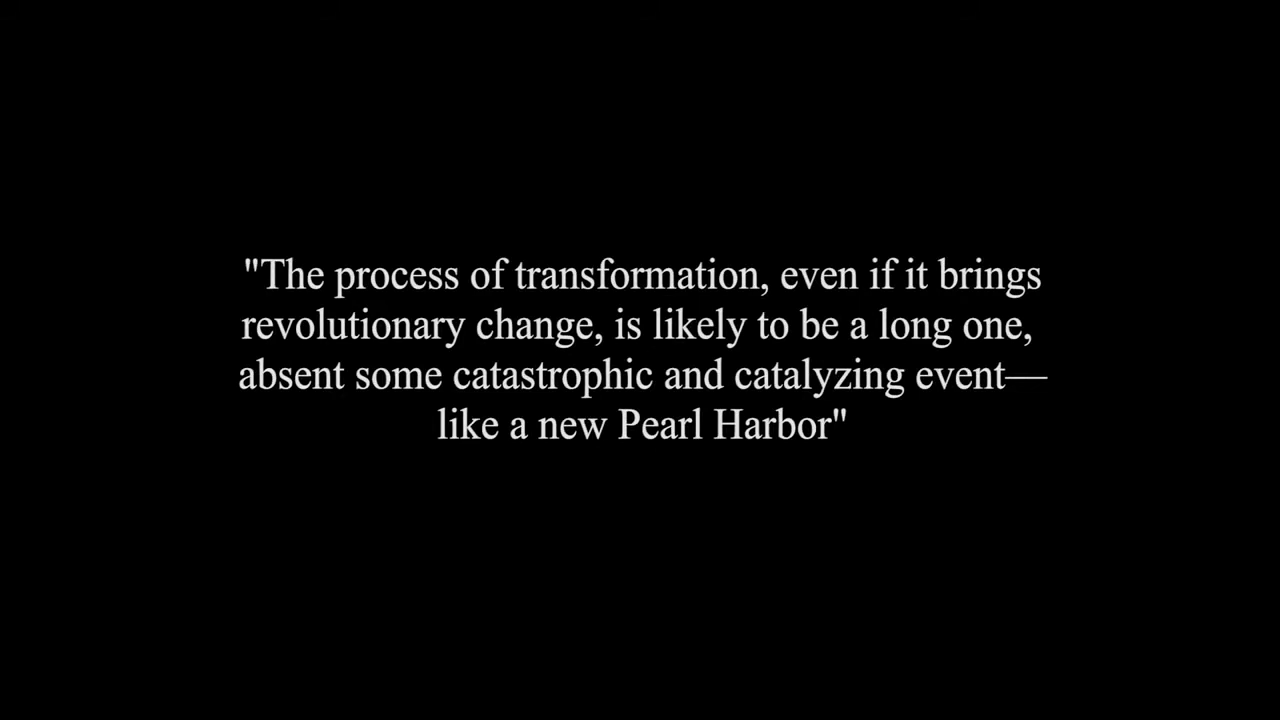 "The process of transformation, even if it brings
revolutionary change, is likely to be a long one,
absent some catastrophic and catalyzing event—
like a new Pearl Harbor"